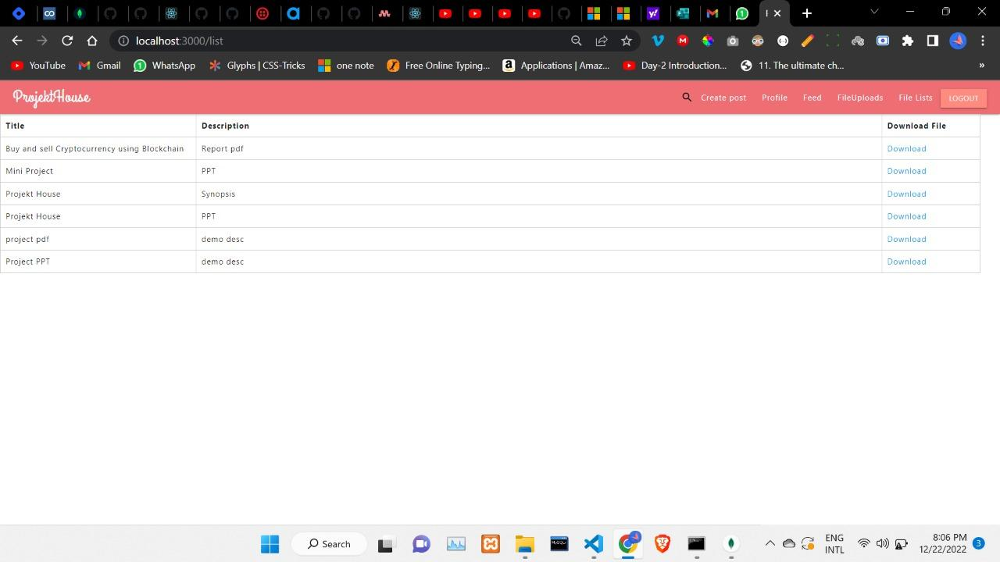 localhost:3000/list
YouTube Gmail WhatsApp Glyphs | CSS-Tricks one note Free Online Typing... Applications | Amaz... Day-2 Introduction... 11. The ultimate ch... »
ProjektHouse Create post Profile Feed FileUploads File Lists LOGOUT
Title Description Download File
Buy and sell Cryptocurrency using Blockchain Report pdf Download
Mini Project PPT Download
Projekt House Synopsis Download
Projekt House PPT Download
project pdf demo desc Download
Project PPT demo desc Download
Search ENG 8:06 PM
INTL 12/22/2022 3